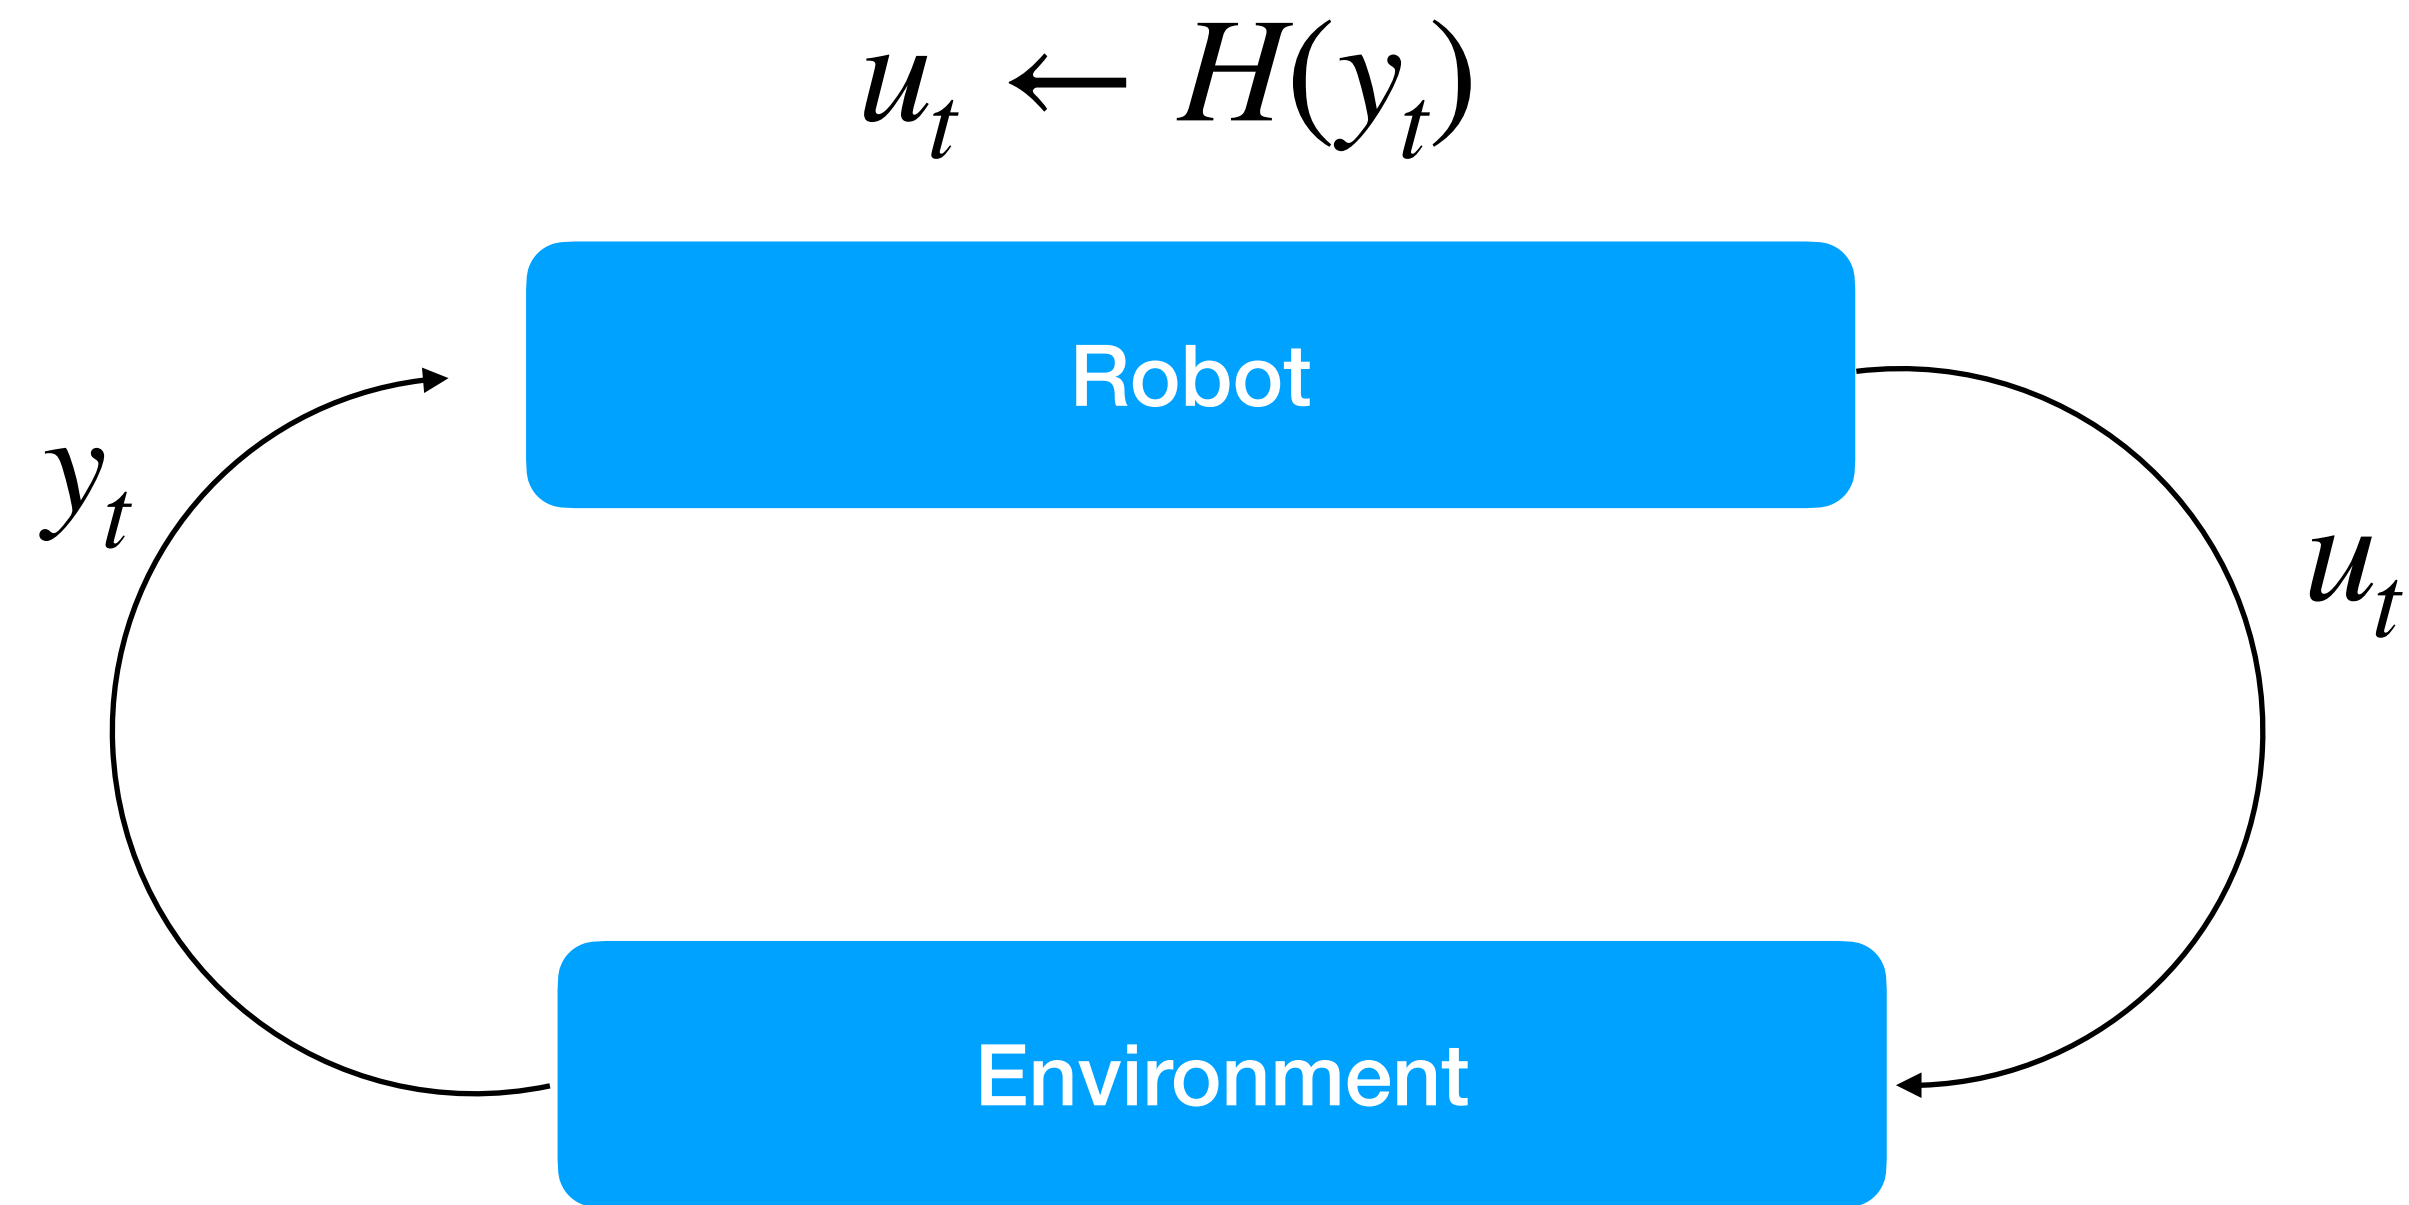 u_t ← H(y_t)
Robot
y_t
u_t
Environment